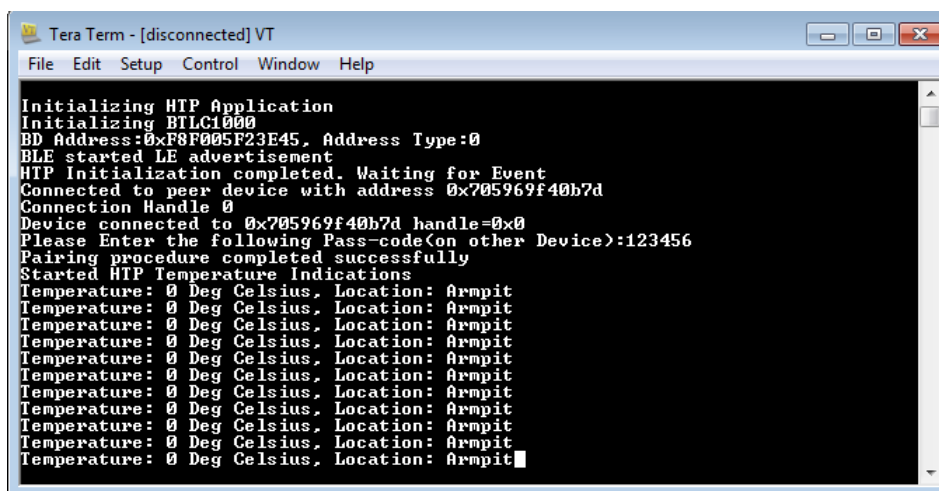 Tera Term - [disconnected] VT
File Edit Setup Control Window Help
Initializing HTP Application
Initializing BTLC1000
BD Address:0xF8F005F23E45, Address Type:0
BLE started LE advertisement
HTP Initialization completed. Waiting for Event
Connected to peer device with address 0x705969f40b7d
Connection Handle 0
Device connected to 0x705969f40b7d handle=0x0
Please Enter the following Pass-code(on other Device):123456
Pairing procedure completed successfully
Started HTP Temperature Indications
Temperature: 0 Deg Celsius, Location: Armpit
Temperature: 0 Deg Celsius, Location: Armpit
Temperature: 0 Deg Celsius, Location: Armpit
Temperature: 0 Deg Celsius, Location: Armpit
Temperature: 0 Deg Celsius, Location: Armpit
Temperature: 0 Deg Celsius, Location: Armpit
Temperature: 0 Deg Celsius, Location: Armpit
Temperature: 0 Deg Celsius, Location: Armpit
Temperature: 0 Deg Celsius, Location: Armpit
Temperature: 0 Deg Celsius, Location: Armpit
Temperature: 0 Deg Celsius, Location: Armpit